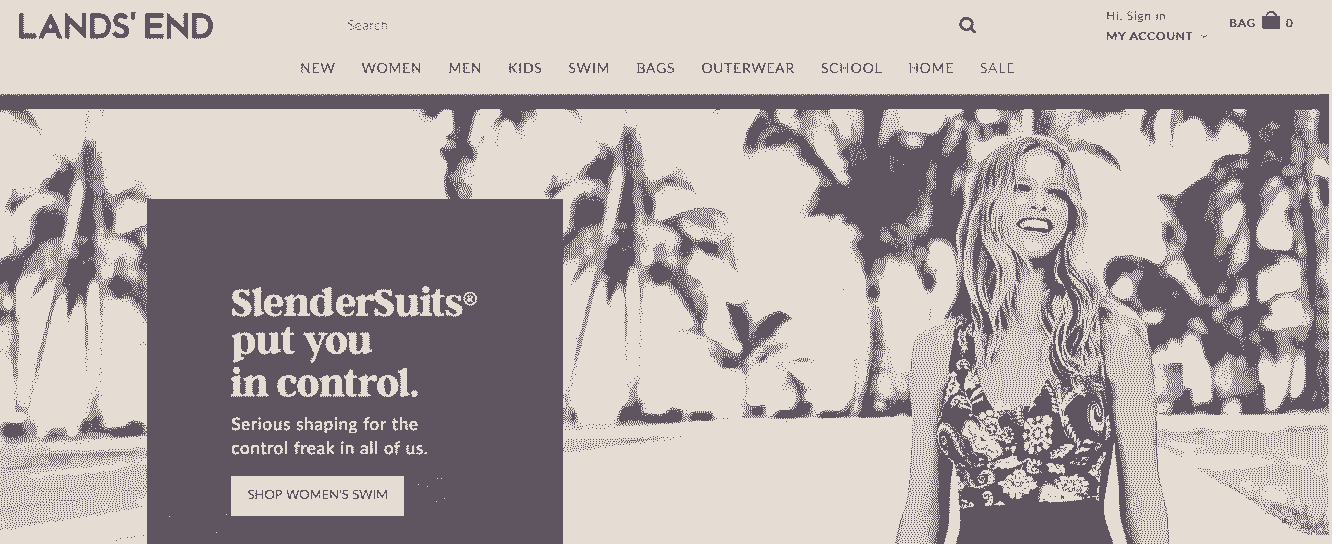 LANDS' END
Search
Hi, Sign in
MY ACCOUNT
BAG 0
NEW WOMEN MEN KIDS SWIM BAGS OUTERWEAR SCHOOL HOME SALE
SlenderSuits®
put you
in control.
Serious shaping for the
control freak in all of us.
SHOP WOMEN'S SWIM